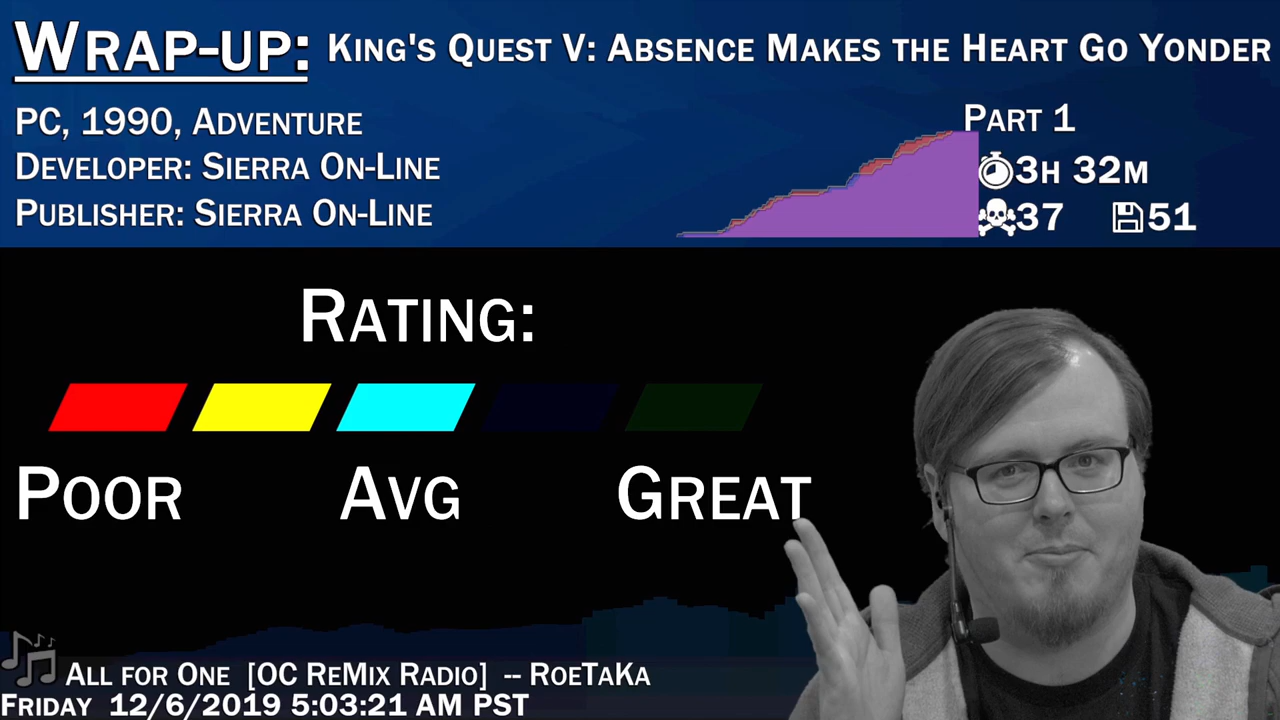 Wrap-up: King's Quest V: Absence Makes the Heart Go Yonder
PC, 1990, Adventure
Developer: Sierra On-Line
Publisher: Sierra On-Line
Part 1
3h 32m
37 51
Rating:
Poor Avg Great
All for One [OC ReMix Radio] -- RoeTaKa
Friday 12/6/2019 5:03:21 AM PST